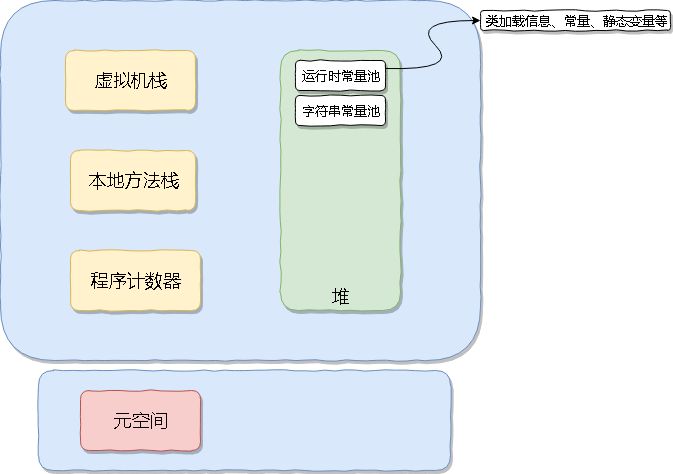 类加载信息、常量、静态变量等
虚拟机栈
运行时常量池
字符串常量池
本地方法栈
程序计数器
堆
元空间